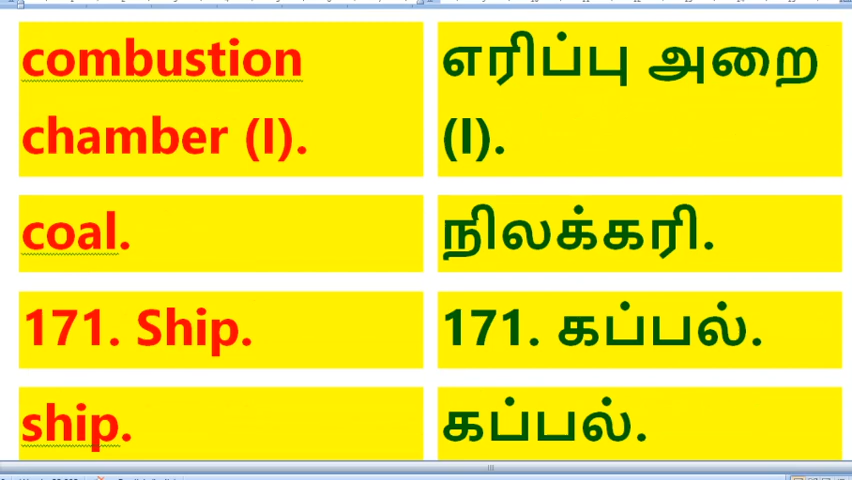 combustion
chamber (I).
எரிப்பு அறை
(I).
coal.
நிலக்கரி.
171. Ship.
171. கப்பல்.
ship.
கப்பல்.